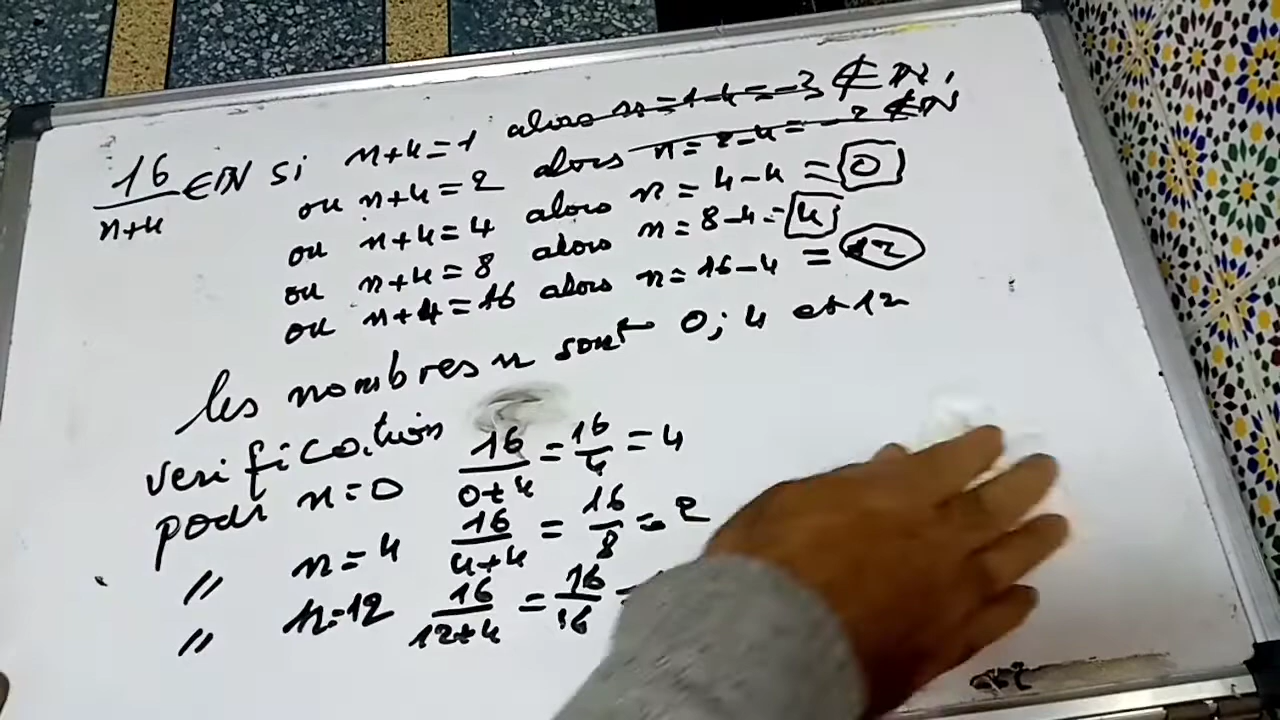 16/(n+4) ∈ IN si n+4=1 alors n=1-4=-3 ∉ IN.
ou n+4=2 alors n=2-4=-2 ∉ IN
ou n+4=4 alors n=4-4=0
ou n+4=8 alors n=8-4=4
ou n+4=16 alors n=16-4=12
les nombres n sont 0; 4 et 12
verification
pour n=0 16/(0+4) = 16/4 = 4
" n=4 16/(4+4) = 16/8 = 2
" n=12 16/(12+4) = 16/16 =